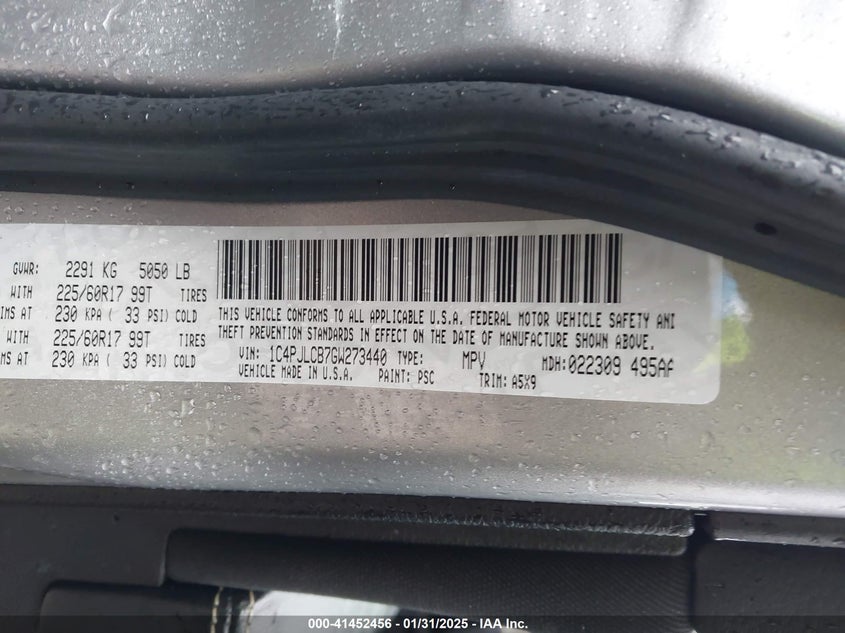 GVWR: 2291 KG 5050 LB
WITH 225/60R17 99T TIRES
IMS AT 230 KPA ( 33 PSI) COLD
WITH 225/60R17 99T TIRES
IMS AT 230 KPA ( 33 PSI) COLD
THIS VEHICLE CONFORMS TO ALL APPLICABLE U.S.A. FEDERAL MOTOR VEHICLE SAFETY AND
THEFT PREVENTION STANDARDS IN EFFECT ON THE DATE OF MANUFACTURE SHOWN ABOVE.
VIN: 1C4PJLCB7GW273440 TYPE: MPV MDH:022309 495AF
VEHICLE MADE IN U.S.A. PAINT: PSC TRIM: A5X9
000-41452456 - 01/31/2025 - IAA Inc.